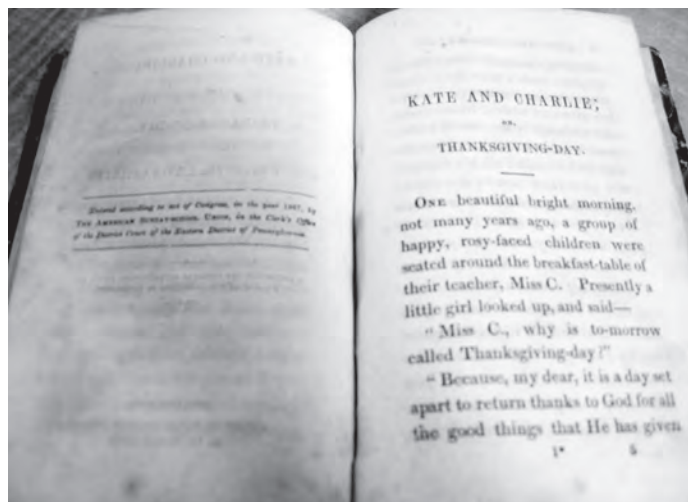 Entered according to act of Congress, in the year 1857, by
THE AMERICAN SUNDAY-SCHOOL UNION, in the Clerk's Office
of the District Court of the Eastern District of Pennsylvania.
KATE AND CHARLIE;
OR,
THANKSGIVING-DAY.
ONE beautiful bright morning,
not many years ago, a group of
happy, rosy-faced children were
seated around the breakfast-table of
their teacher, Miss C. Presently a
little girl looked up, and said—
"Miss C., why is to-morrow
called Thanksgiving-day?"
"Because, my dear, it is a day set
apart to return thanks to God for all
the good things that He has given
1* 5